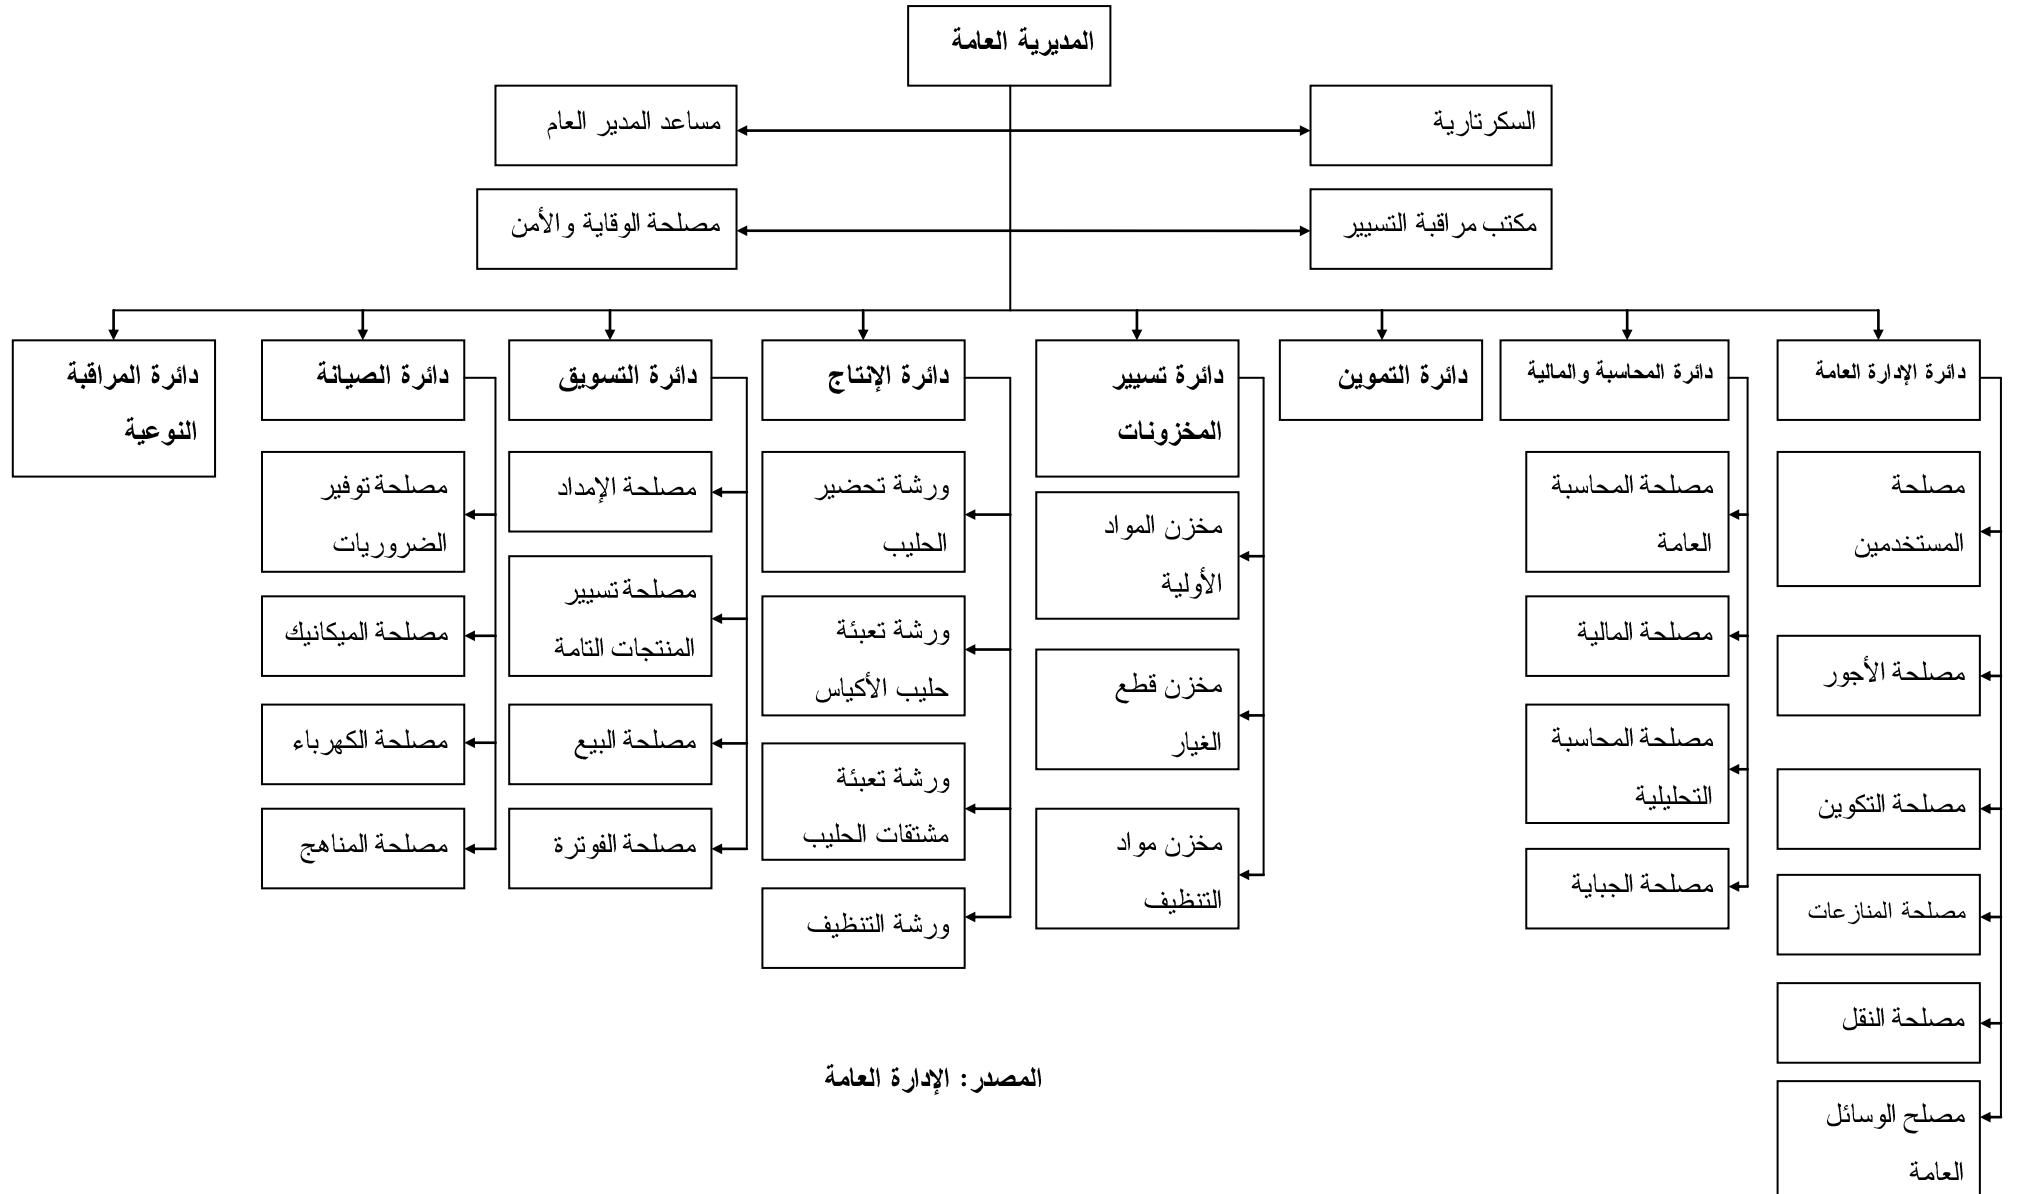 المديرية العامة
السكرتارية
مساعد المدير العام
مكتب مراقبة التسيير
مصلحة الوقاية والأمن
دائرة الإدارة العامة
دائرة المحاسبة والمالية
دائرة التموين
دائرة تسيير
المخزونات
دائرة الإنتاج
دائرة التسويق
دائرة الصيانة
دائرة المراقبة
النوعية
مصلحة
المستخدمين
مصلحة الأجور
مصلحة التكوين
مصلحة المنازعات
مصلحة النقل
مصلح الوسائل
العامة
مصلحة المحاسبة
العامة
مصلحة المالية
مصلحة المحاسبة
التحليلية
مصلحة الجباية
مخزن المواد
الأولية
مخزن قطع
الغيار
مخزن مواد
التنظيف
ورشة تحضير
الحليب
ورشة تعبئة
حليب الأكياس
ورشة تعبئة
مشتقات الحليب
ورشة التنظيف
مصلحة الإمداد
مصلحة تسيير
المنتجات التامة
مصلحة البيع
مصلحة الفوترة
مصلحة توفير
الضروريات
مصلحة الميكانيك
مصلحة الكهرباء
مصلحة المناهج
المصدر: الإدارة العامة